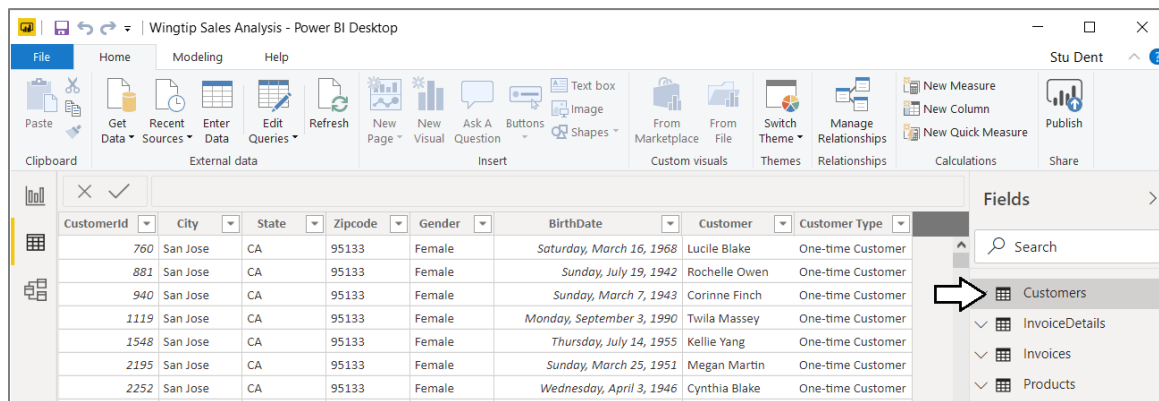 Wingtip Sales Analysis - Power BI Desktop
File Home Modeling Help Stu Dent
Paste
Get Data
Recent Sources
Enter Data
Edit Queries
Refresh
New Page
New Visual
Ask A Question
Buttons
Text box
Image
Shapes
From Marketplace
From File
Switch Theme
Manage Relationships
New Measure
New Column
New Quick Measure
Publish
Clipboard External data Insert Custom visuals Themes Relationships Calculations Share
CustomerId City State Zipcode Gender BirthDate Customer Customer Type
760 San Jose CA 95133 Female Saturday, March 16, 1968 Lucile Blake One-time Customer
881 San Jose CA 95133 Female Sunday, July 19, 1942 Rochelle Owen One-time Customer
940 San Jose CA 95133 Female Sunday, March 7, 1943 Corinne Finch One-time Customer
1119 San Jose CA 95133 Female Monday, September 3, 1990 Twila Massey One-time Customer
1548 San Jose CA 95133 Female Thursday, July 14, 1955 Kellie Yang One-time Customer
2195 San Jose CA 95133 Female Sunday, March 25, 1951 Megan Martin One-time Customer
2252 San Jose CA 95133 Female Wednesday, April 3, 1946 Cynthia Blake One-time Customer
Fields
Search
Customers
InvoiceDetails
Invoices
Products